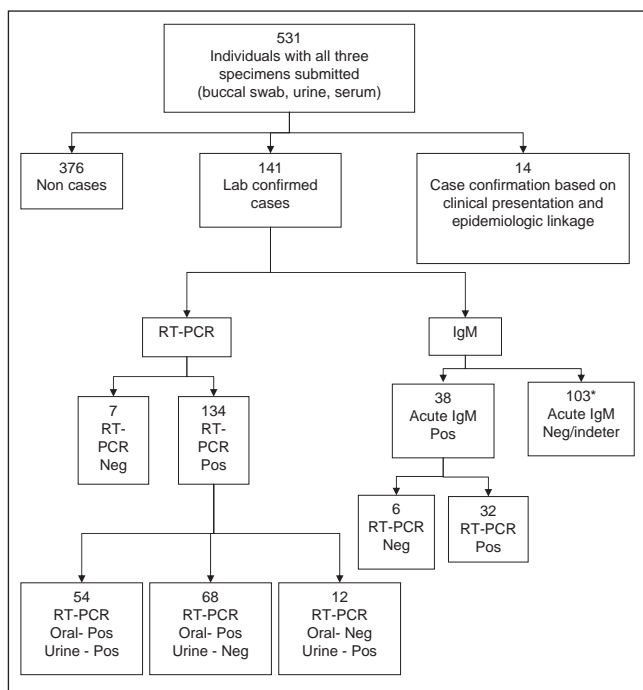 531
Individuals with all three
specimens submitted
(buccal swab, urine, serum)
376
Non cases
141
Lab confirmed
cases
14
Case confirmation based on
clinical presentation and
epidemiologic linkage
RT-PCR
IgM
7
RT-
PCR
Neg
134
RT-
PCR
Pos
38
Acute IgM
Pos
103*
Acute IgM
Neg/indeter
6
RT-PCR
Neg
32
RT-PCR
Pos
54
RT-PCR
Oral- Pos
Urine - Pos
68
RT-PCR
Oral- Pos
Urine - Neg
12
RT-PCR
Oral- Neg
Urine - Pos